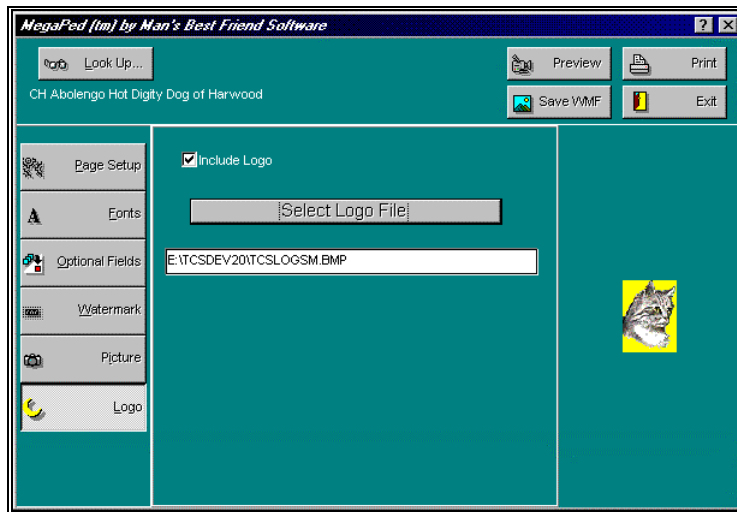 MegaPed (tm) by Man's Best Friend Software
Look Up...
Preview
Print
CH Abolengo Hot Digity Dog of Harwood
Save WMF
Exit
Page Setup
Include Logo
Fonts
Select Logo File
Optional Fields
E:\TCSDEV20\TCSLOGSM.BMP
Watermark
Picture
Logo